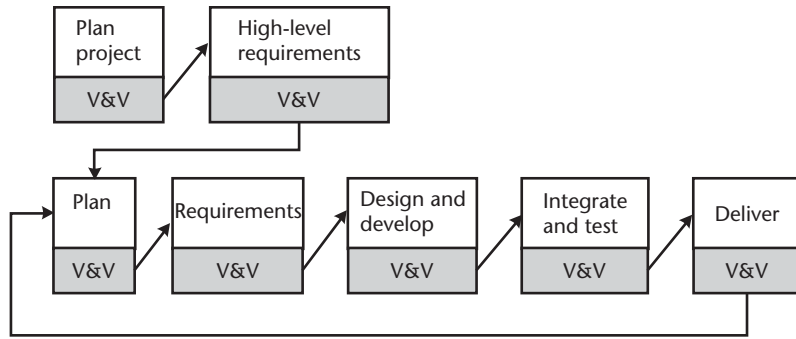 Plan
project
V&V
High-level
requirements
V&V
Plan
V&V
Requirements
V&V
Design and
develop
V&V
Integrate
and test
V&V
Deliver
V&V